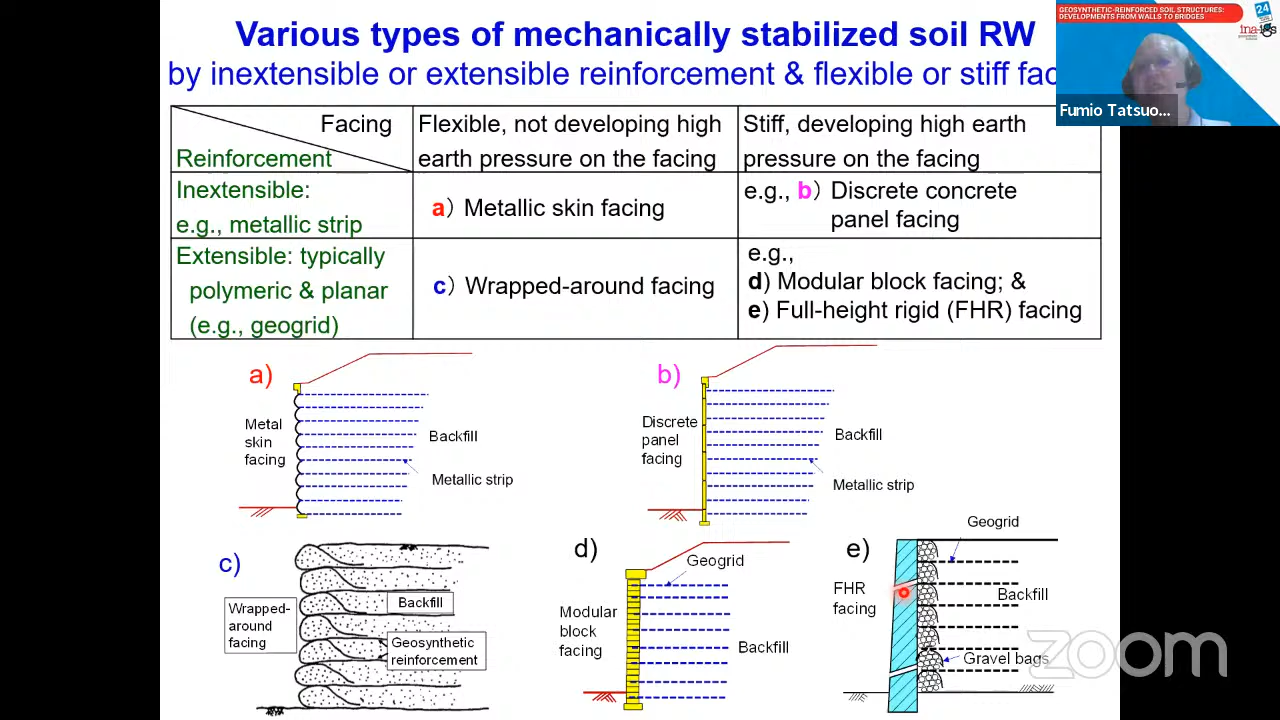 Various types of mechanically stabilized soil RW
by inextensible or extensible reinforcement & flexible or stiff
GEOSYNTHETIC-REINFORCED SOIL STRUCTURES:
DEVELOPMENTS FROM WALLS TO BRIDGES
24
ina-igs
Fumio Tatsuo...
Facing
Reinforcement
Flexible, not developing high
earth pressure on the facing
Stiff, developing high earth
pressure on the facing
Inextensible:
e.g., metallic strip
a) Metallic skin facing
e.g., b) Discrete concrete
panel facing
Extensible: typically
polymeric & planar
(e.g., geogrid)
c) Wrapped-around facing
e.g.,
d) Modular block facing; &
e) Full-height rigid (FHR) facing
a)
Metal
skin
facing
Backfill
Metallic strip
b)
Discrete
panel
facing
Backfill
Metallic strip
c)
Wrapped-
around
facing
Backfill
Geosynthetic
reinforcement
d)
Geogrid
Modular
block
facing
Backfill
e)
Geogrid
FHR
facing
Backfill
Gravel bags
zoom